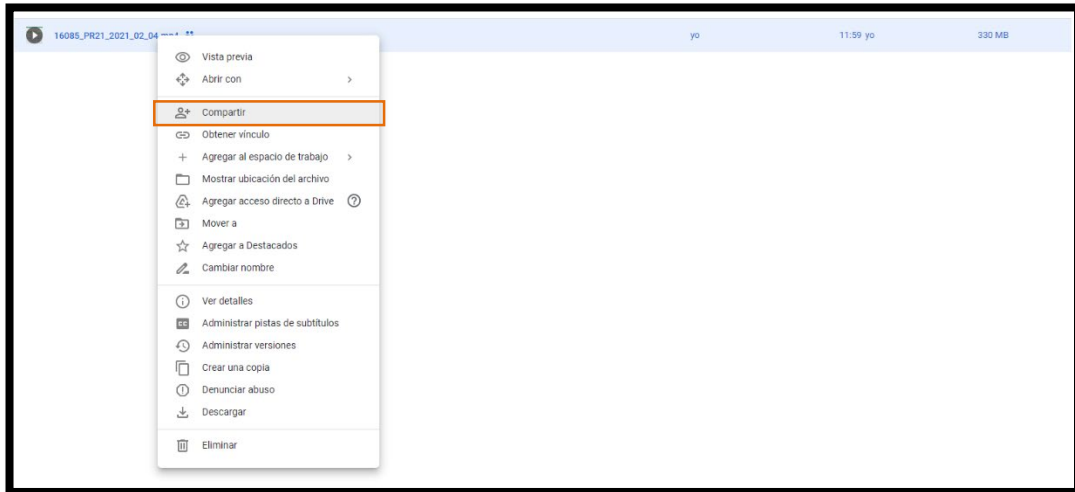 16085_PR21_2021_02_04.mp4 yo 11:59 yo 330 MB
Vista previa
Abrir con
Compartir
Obtener vínculo
Agregar al espacio de trabajo
Mostrar ubicación del archivo
Agregar acceso directo a Drive
Mover a
Agregar a Destacados
Cambiar nombre
Ver detalles
Administrar pistas de subtítulos
Administrar versiones
Crear una copia
Denunciar abuso
Descargar
Eliminar